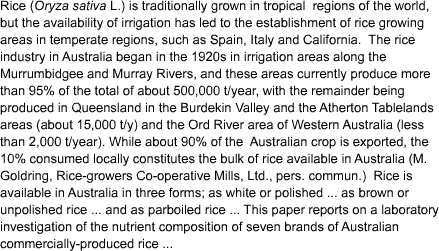 Rice (Oryza sativa L.) is traditionally grown in tropical  regions of the world,
but the availability of irrigation has led to the establishment of rice growing
areas in temperate regions, such as Spain, Italy and California.  The rice
industry in Australia began in the 1920s in irrigation areas along the
Murrumbidgee and Murray Rivers, and these areas currently produce more
than 95% of the total of about 500,000 t/year, with the remainder being
produced in Queensland in the Burdekin Valley and the Atherton Tablelands
areas (about 15,000 t/y) and the Ord River area of Western Australia (less
than 2,000 t/year). While about 90% of the  Australian crop is exported, the
10% consumed locally constitutes the bulk of rice available in Australia (M.
Goldring, Rice-growers Co-operative Mills, Ltd., pers. commun.)  Rice is
available in Australia in three forms; as white or polished ... as brown or
unpolished rice ... and as parboiled rice ... This paper reports on a laboratory
investigation of the nutrient composition of seven brands of Australian
commercially-produced rice ...